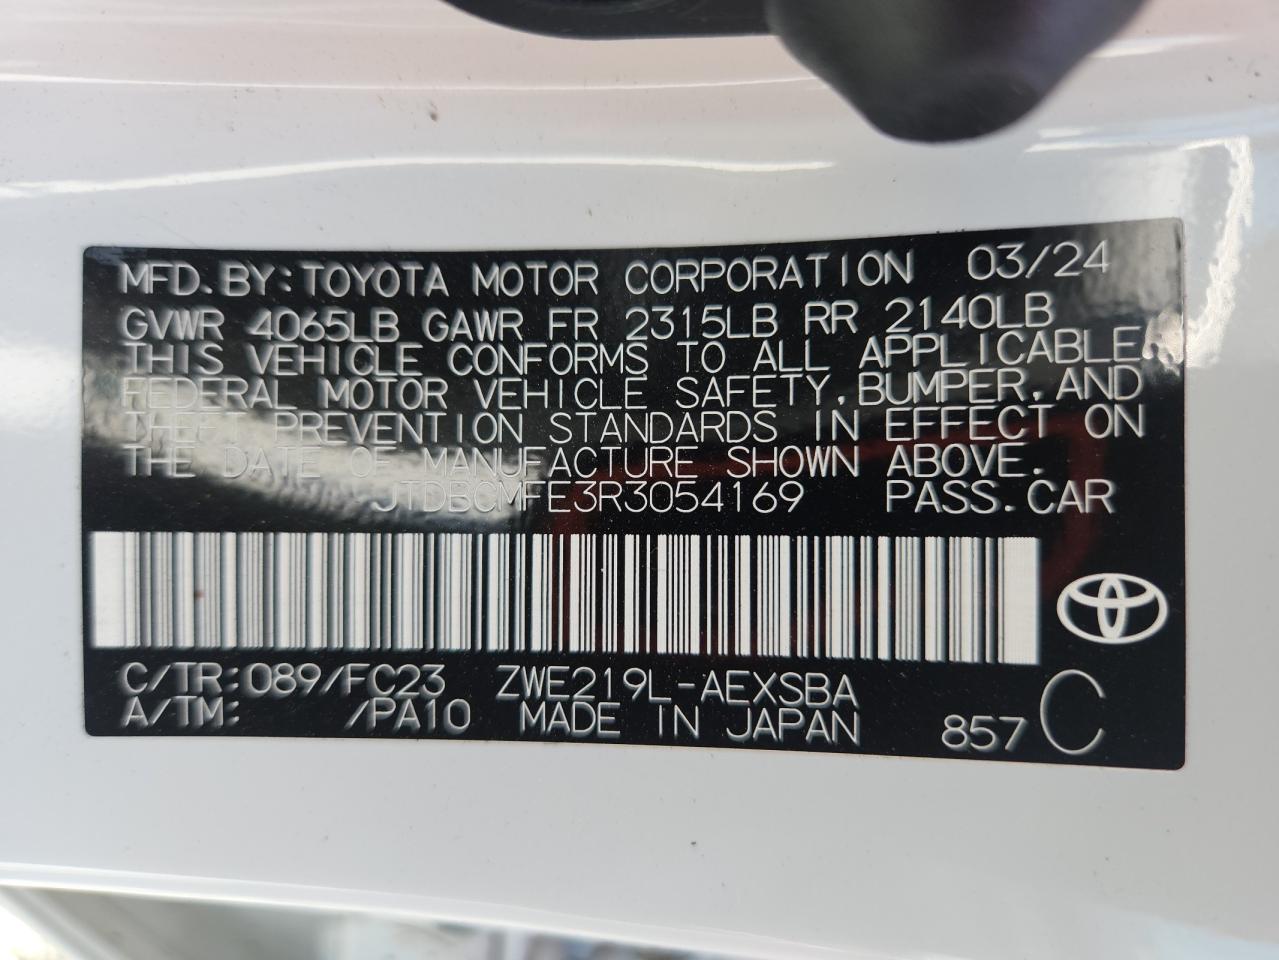 MFD.BY:TOYOTA MOTOR CORPORATION 03/24
GVWR 4065LB GAWR FR 2315LB RR 2140LB
THIS VEHICLE CONFORMS TO ALL APPLICABLE
FEDERAL MOTOR VEHICLE SAFETY,BUMPER,AND
THEFT PREVENTION STANDARDS IN EFFECT ON
THE DATE OF MANUFACTURE SHOWN ABOVE.
JTDBCMFE3R3054169 PASS.CAR
C/TR:089/FC23 ZWE219L-AEXSBA
A/TM: /PA10 MADE IN JAPAN 857 C